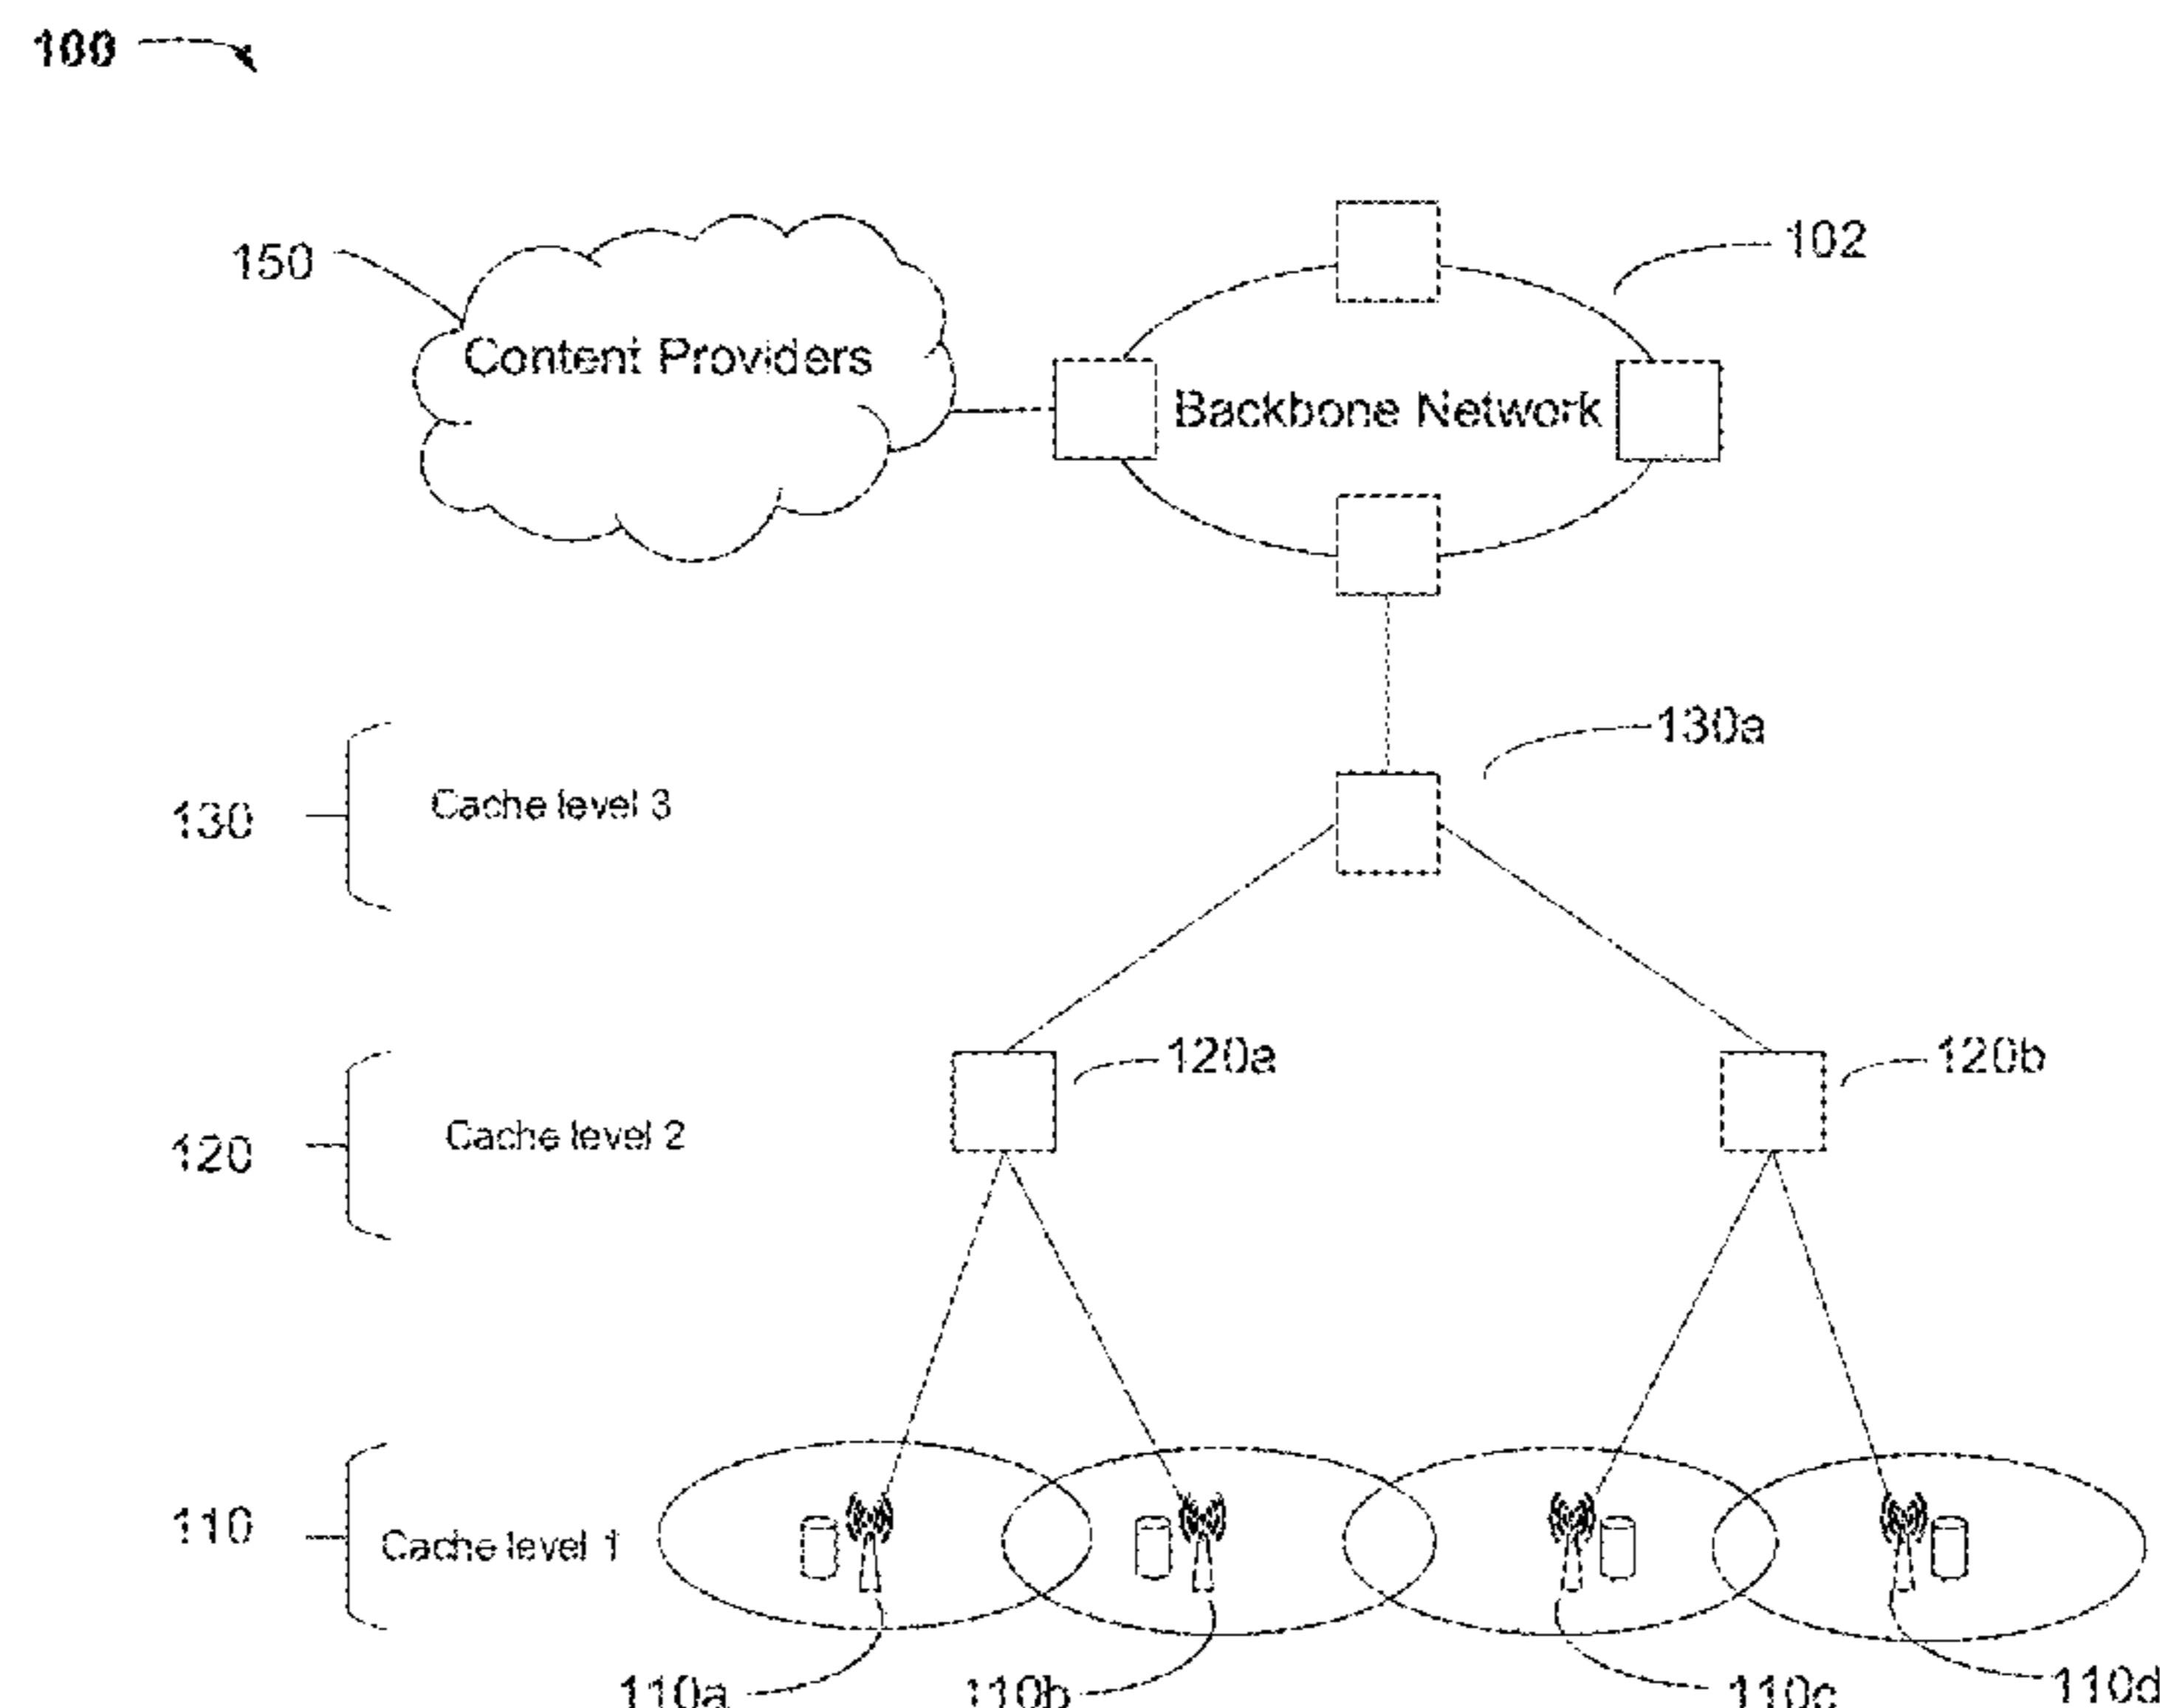 100
150
102
Content Providers
Backbone Network
130a
130
Cache level 3
120a
120b
120
Cache level 2
110
Cache level 1
110a
110b
110c
110d